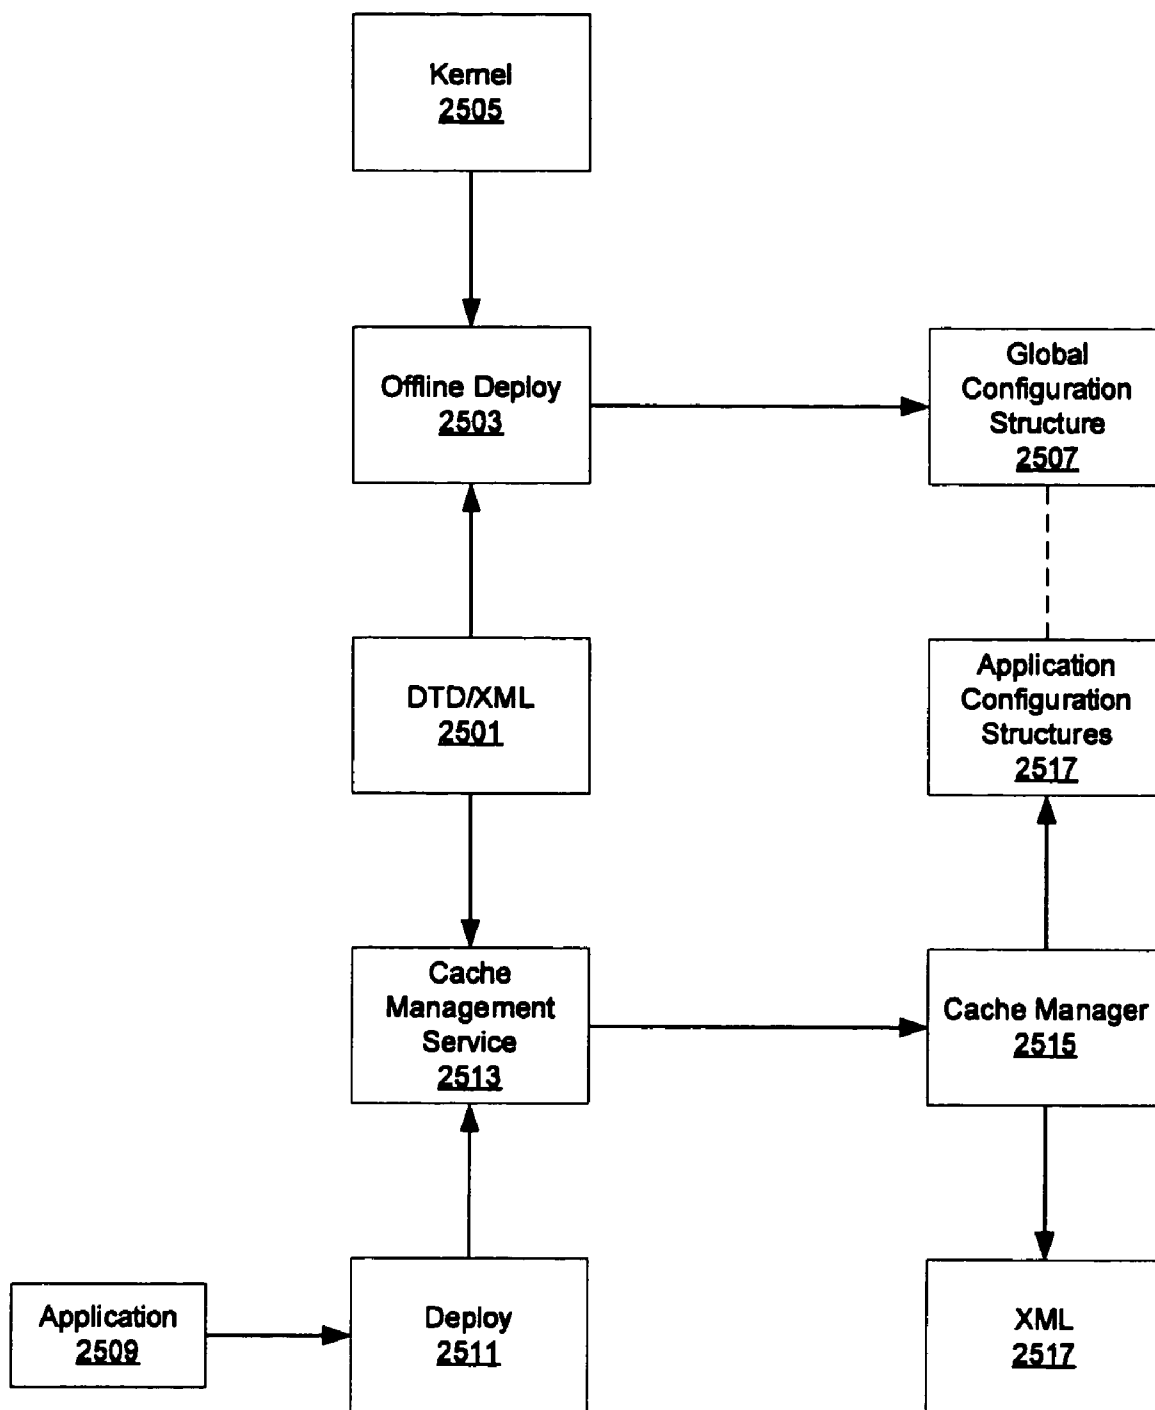 Kernel
2505
Offline Deploy
2503
Global
Configuration
Structure
2507
DTD/XML
2501
Application
Configuration
Structures
2517
Cache
Management
Service
2513
Cache Manager
2515
Application
2509
Deploy
2511
XML
2517